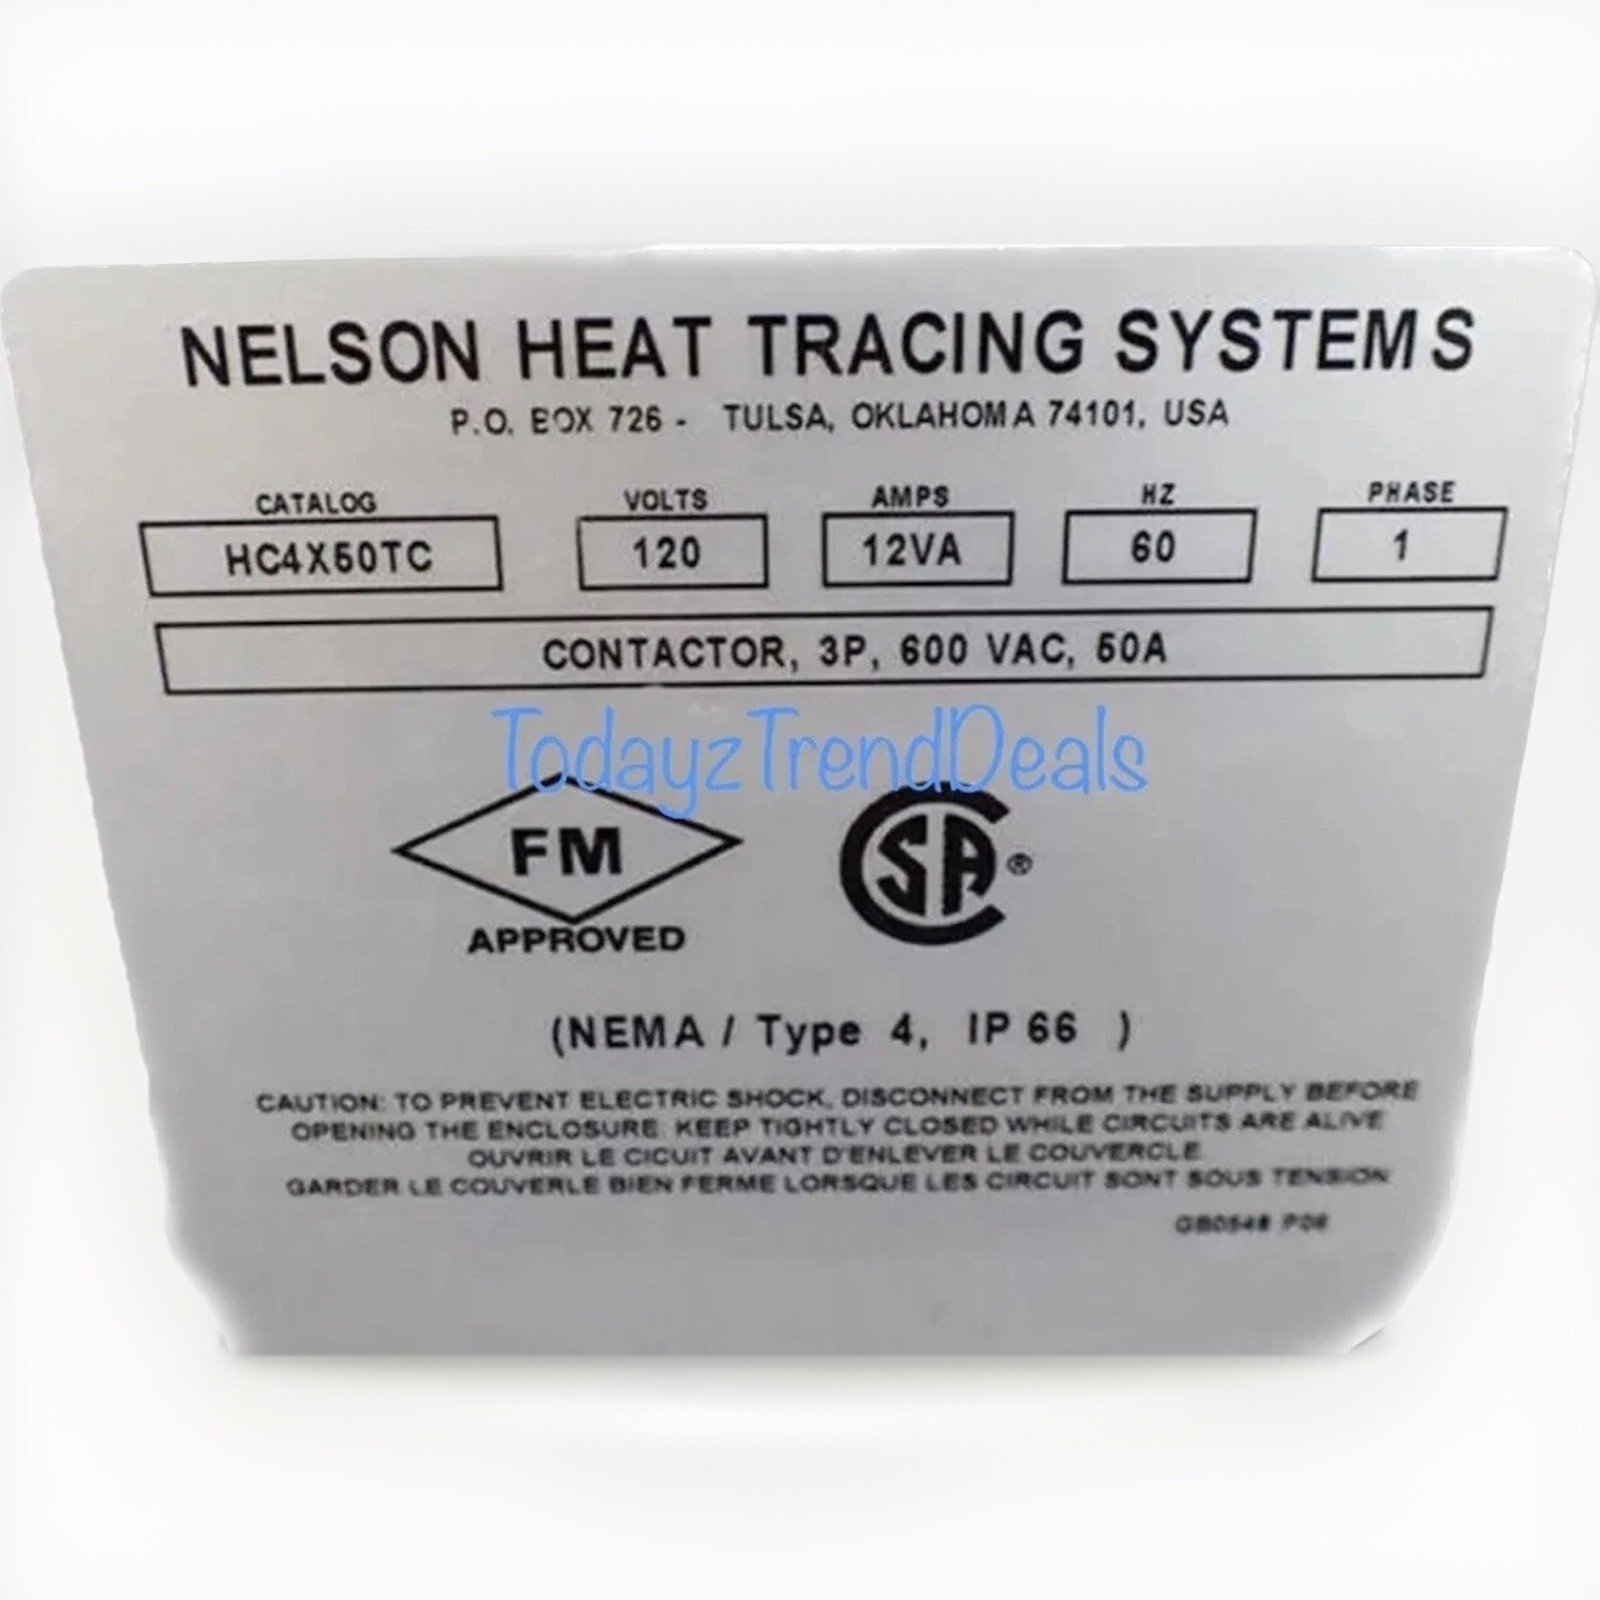 NELSON HEAT TRACING SYSTEMS
P.O. BOX 726 - TULSA, OKLAHOMA 74101, USA
CATALOG VOLTS AMPS HZ PHASE
HC4X50TC 120 12VA 60 1
CONTACTOR, 3P, 600 VAC, 50A
TodayzTrendDeals
FM
APPROVED
CSA®
(NEMA / Type 4, IP 66 )
CAUTION: TO PREVENT ELECTRIC SHOCK, DISCONNECT FROM THE SUPPLY BEFORE
OPENING THE ENCLOSURE. KEEP TIGHTLY CLOSED WHILE CIRCUITS ARE ALIVE
OUVRIR LE CICUIT AVANT D'ENLEVER LE COUVERCLE.
GARDER LE COUVERLE BIEN FERME LORSQUE LES CIRCUIT SONT SOUS TENSION
GB0548 P06